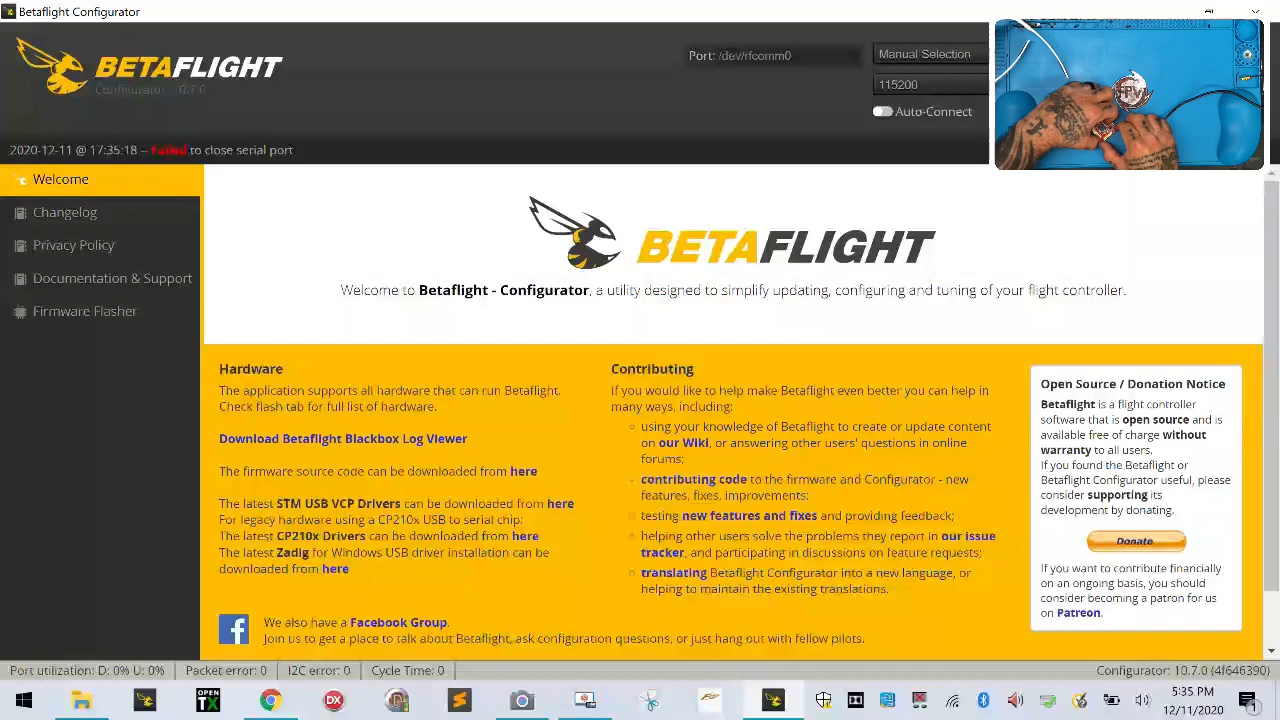 Betaflight Configurator
BETAFLIGHT
Configurator 10.7.0
Port: /dev/rfcomm0
Manual Selection
115200
Auto-Connect
2020-12-11 @ 17:35:18 -- Failed to close serial port
Welcome
Changelog
Privacy Policy
Documentation & Support
Firmware Flasher
BETAFLIGHT
Welcome to Betaflight - Configurator, a utility designed to simplify updating, configuring and tuning of your flight controller.
Hardware
The application supports all hardware that can run Betaflight.
Check flash tab for full list of hardware.
Download Betaflight Blackbox Log Viewer
The firmware source code can be downloaded from here
The latest STM USB VCP Drivers can be downloaded from here
For legacy hardware using a CP210x USB to serial chip:
The latest CP210x Drivers can be downloaded from here
The latest Zadig for Windows USB driver installation can be
downloaded from here
We also have a Facebook Group.
Join us to get a place to talk about Betaflight, ask configuration questions, or just hang out with fellow pilots.
Contributing
If you would like to help make Betaflight even better you can help in
many ways, including:
using your knowledge of Betaflight to create or update content
on our Wiki, or answering other users' questions in online
forums;
contributing code to the firmware and Configurator - new
features, fixes, improvements;
testing new features and fixes and providing feedback;
helping other users solve the problems they report in our issue
tracker, and participating in discussions on feature requests;
translating Betaflight Configurator into a new language, or
helping to maintain the existing translations.
Open Source / Donation Notice
Betaflight is a flight controller
software that is open source and is
available free of charge without
warranty to all users.
If you found the Betaflight or
Betaflight Configurator useful, please
consider supporting its
development by donating.
Donate
If you want to contribute financially
on an ongoing basis, you should
consider becoming a patron for us
on Patreon.
Port utilization: D: 0% U: 0%
Packet error: 0
I2C error: 0
Cycle Time: 0
Configurator: 10.7.0 (4f646390)
OPEN
TX
DX
5:35 PM
12/11/2020